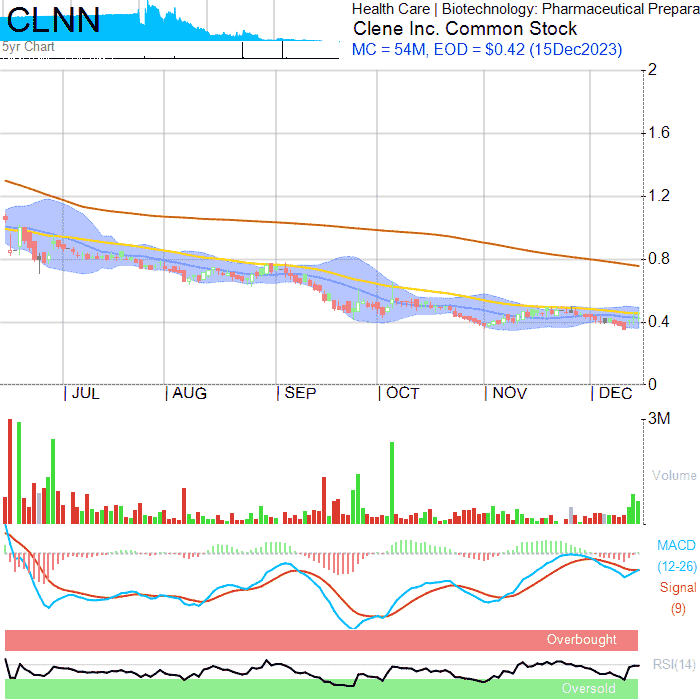 CLNN
Health Care | Biotechnology: Pharmaceutical Prepara
Clene Inc. Common Stock
MC = 54M, EOD = $0.42 (15Dec2023)
5yr Chart
2
1.6
1.2
0.8
0.4
0
JUL
AUG
SEP
OCT
NOV
DEC
3M
Volume
MACD
(12-26)
Signal
(9)
Overbought
RSI(14)
Oversold